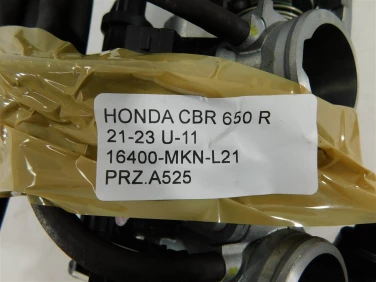 HONDA CBR 650 R
21-23 U-11
16400-MKN-L21
PRZ.A525